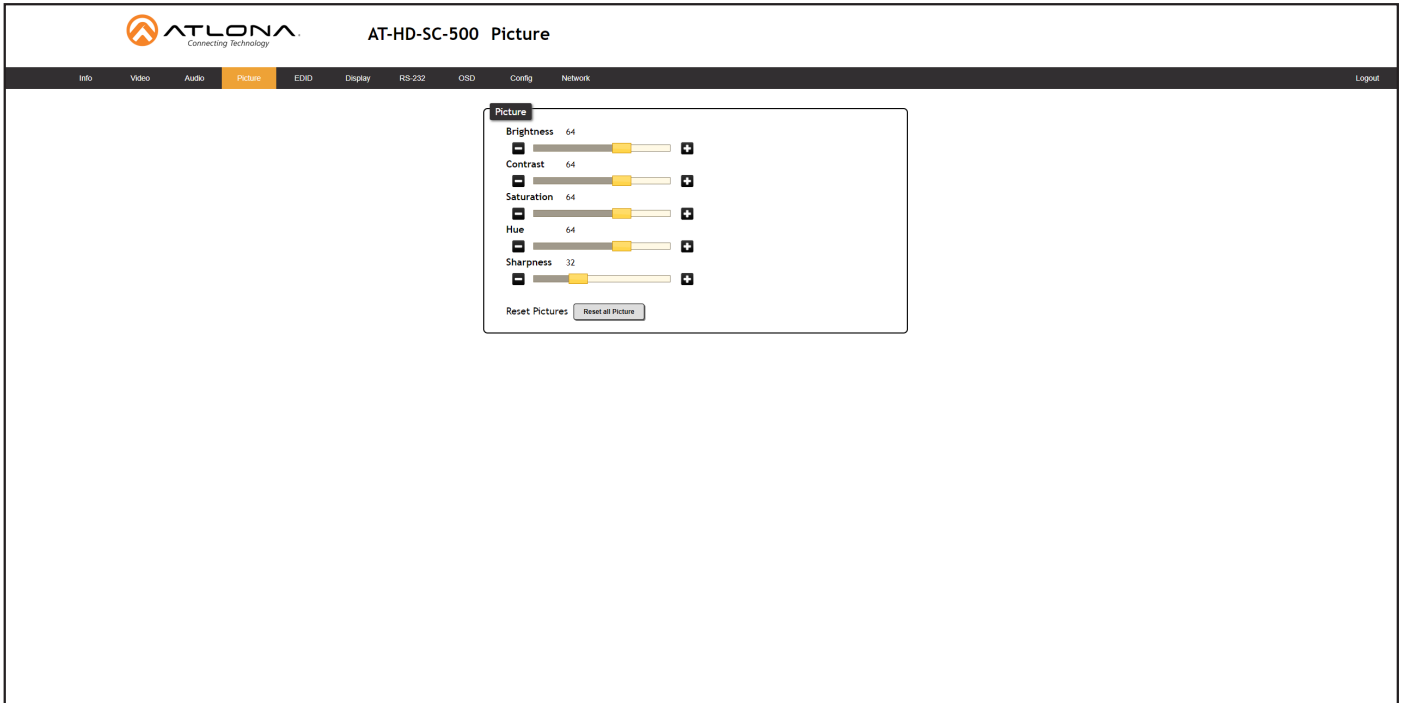 ATLONA.
Connecting Technology
AT-HD-SC-500 Picture
Info Video Audio Picture EDID Display RS-232 OSD Config Network Logout
Picture
Brightness 64
Contrast 64
Saturation 64
Hue 64
Sharpness 32
Reset Pictures Reset all Picture